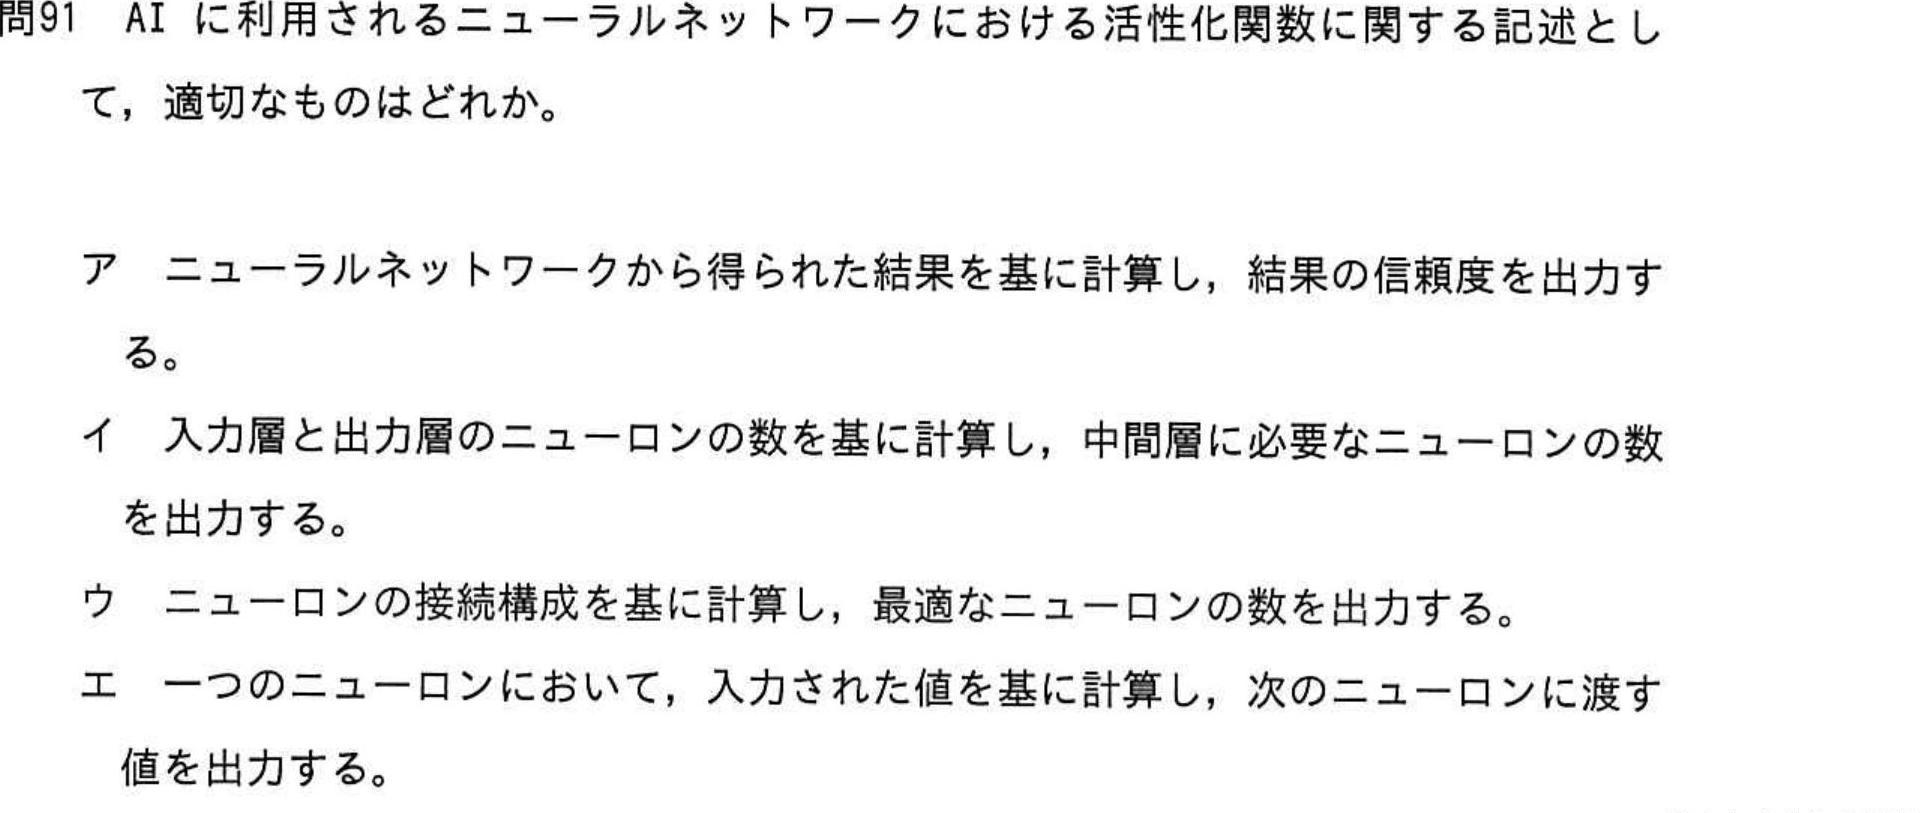 問91 AI に利用されるニューラルネットワークにおける活性化関数に関する記述とし
て，適切なものはどれか。
ア ニューラルネットワークから得られた結果を基に計算し，結果の信頼度を出力す
る。
イ 入力層と出力層のニューロンの数を基に計算し，中間層に必要なニューロンの数
を出力する。
ウ ニューロンの接続構成を基に計算し，最適なニューロンの数を出力する。
エ 一つのニューロンにおいて，入力された値を基に計算し，次のニューロンに渡す
値を出力する。